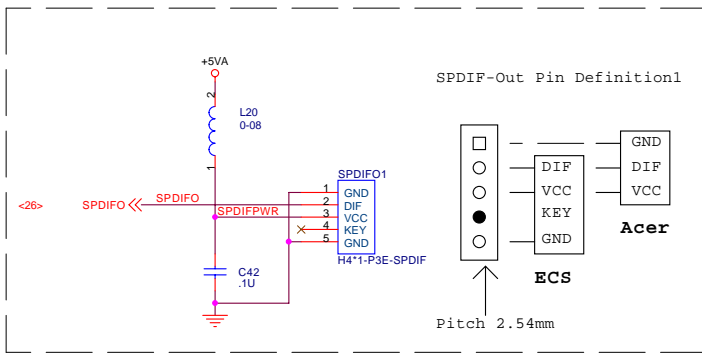 +5VA
SPDIF-Out Pin Definition1
2
L20
0-08
1
SPDIFO1
<26>
SPDIFO
SPDIFO
SPDIFPWR
1
2
3
4
5
GND
DIF
VCC
KEY
GND
H4*1-P3E-SPDIF
C42
.1U
DIF
VCC
KEY
GND
ECS
GND
DIF
VCC
Acer
Pitch 2.54mm